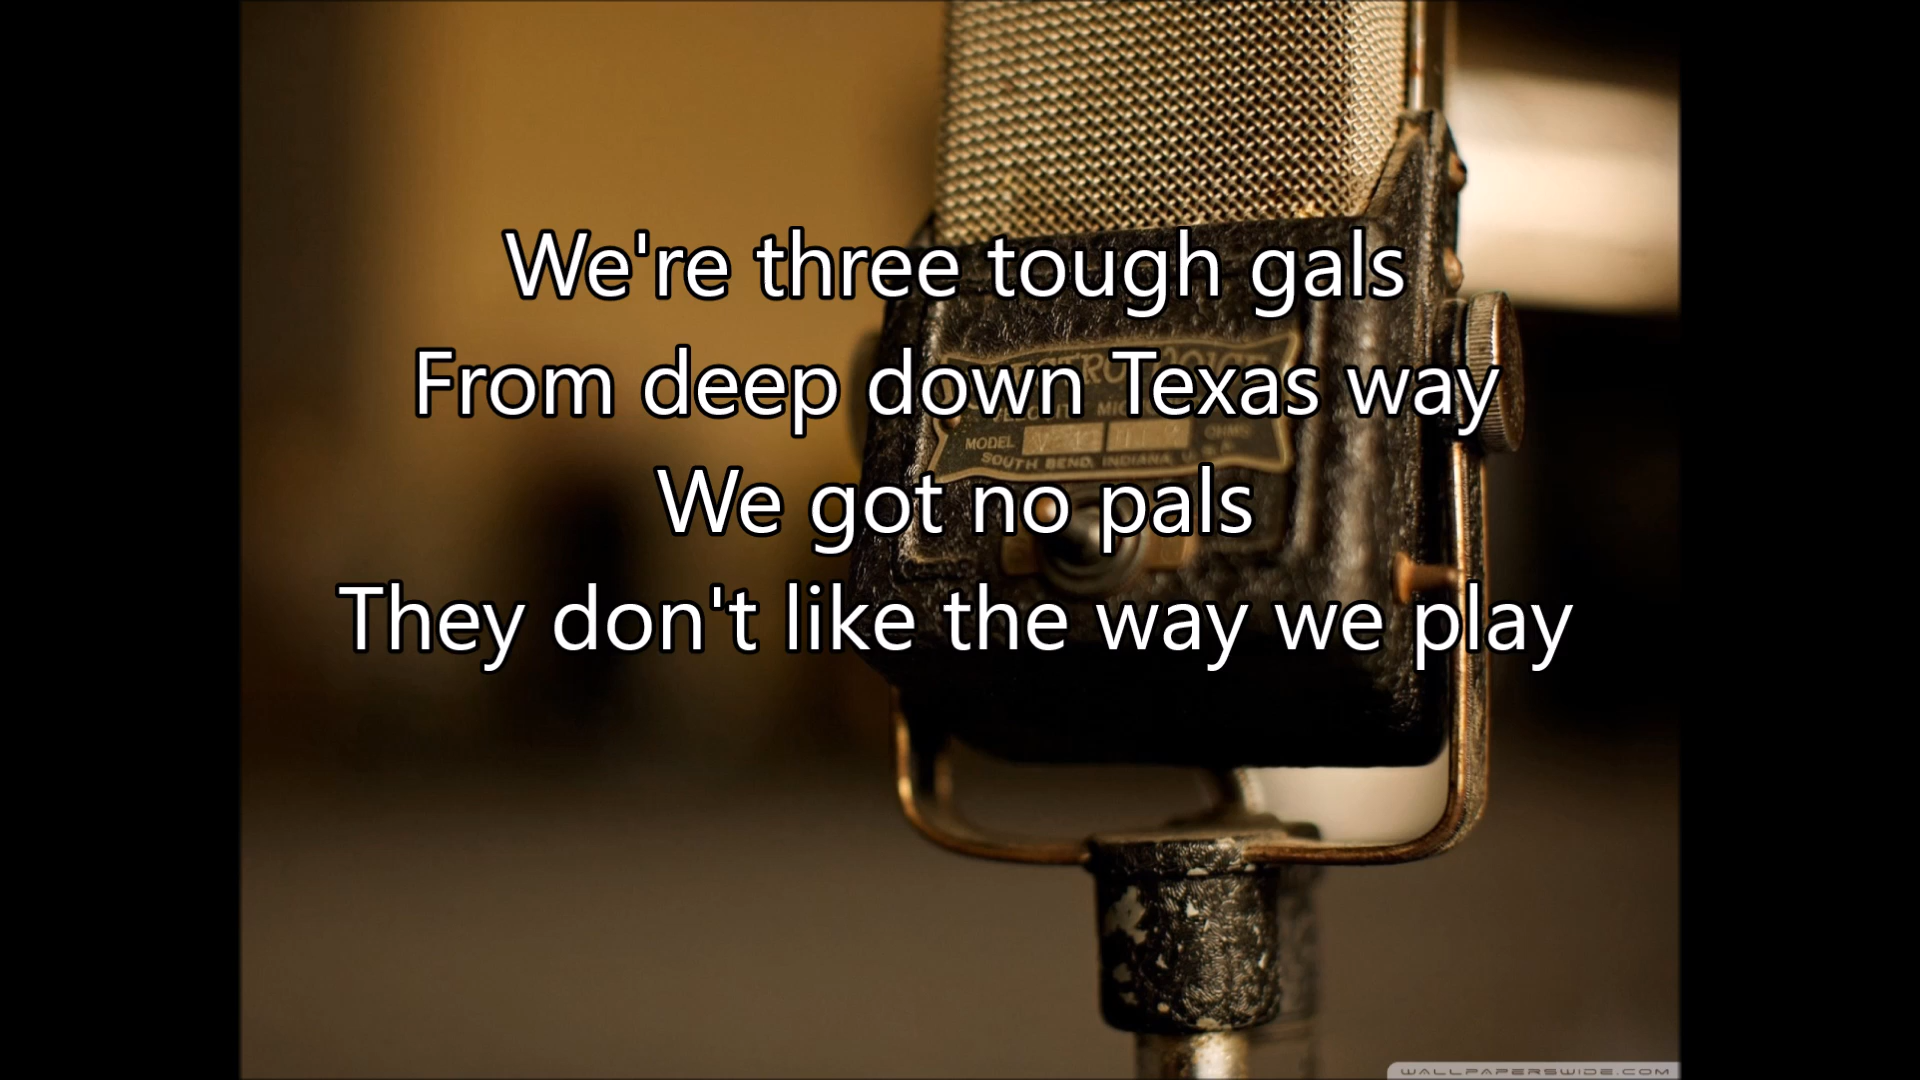 We're three tough gals
From deep down Texas way
We got no pals
They don't like the way we play
MODEL
SOUTH BEND, INDIANA, U.S.A.
WALLPAPERSWIDE.COM